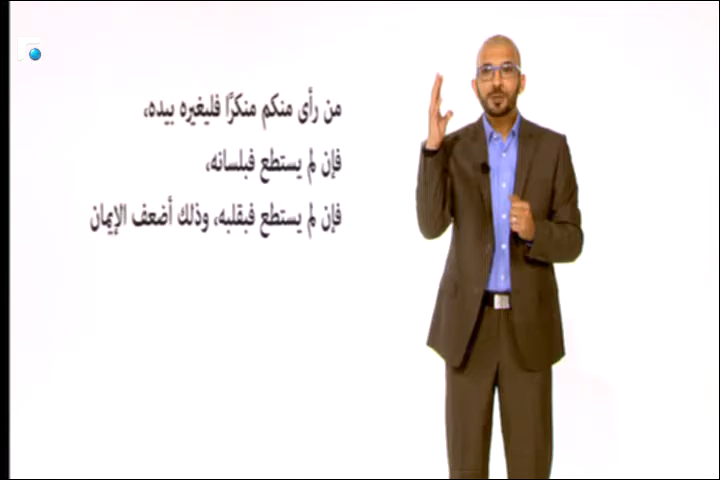 من رأى منكم منكرًا فليغيره بيده،
فإن لم يستطع فبلسانه،
فإن لم يستطع فبقلبه، وذلك أضعف الإيمان